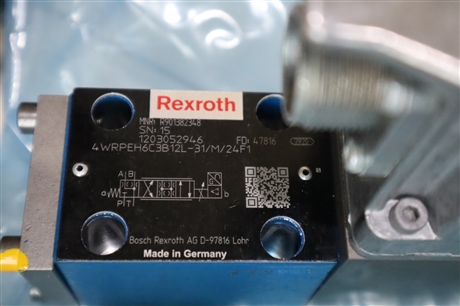 Rexroth
MNR: R901382348
SN: 15
1203052946 FD: 47816
4WRPEH6C3B12L-31/M/24F1
A B
a b
P T
Bosch Rexroth AG D-97816 Lohr
Made in Germany